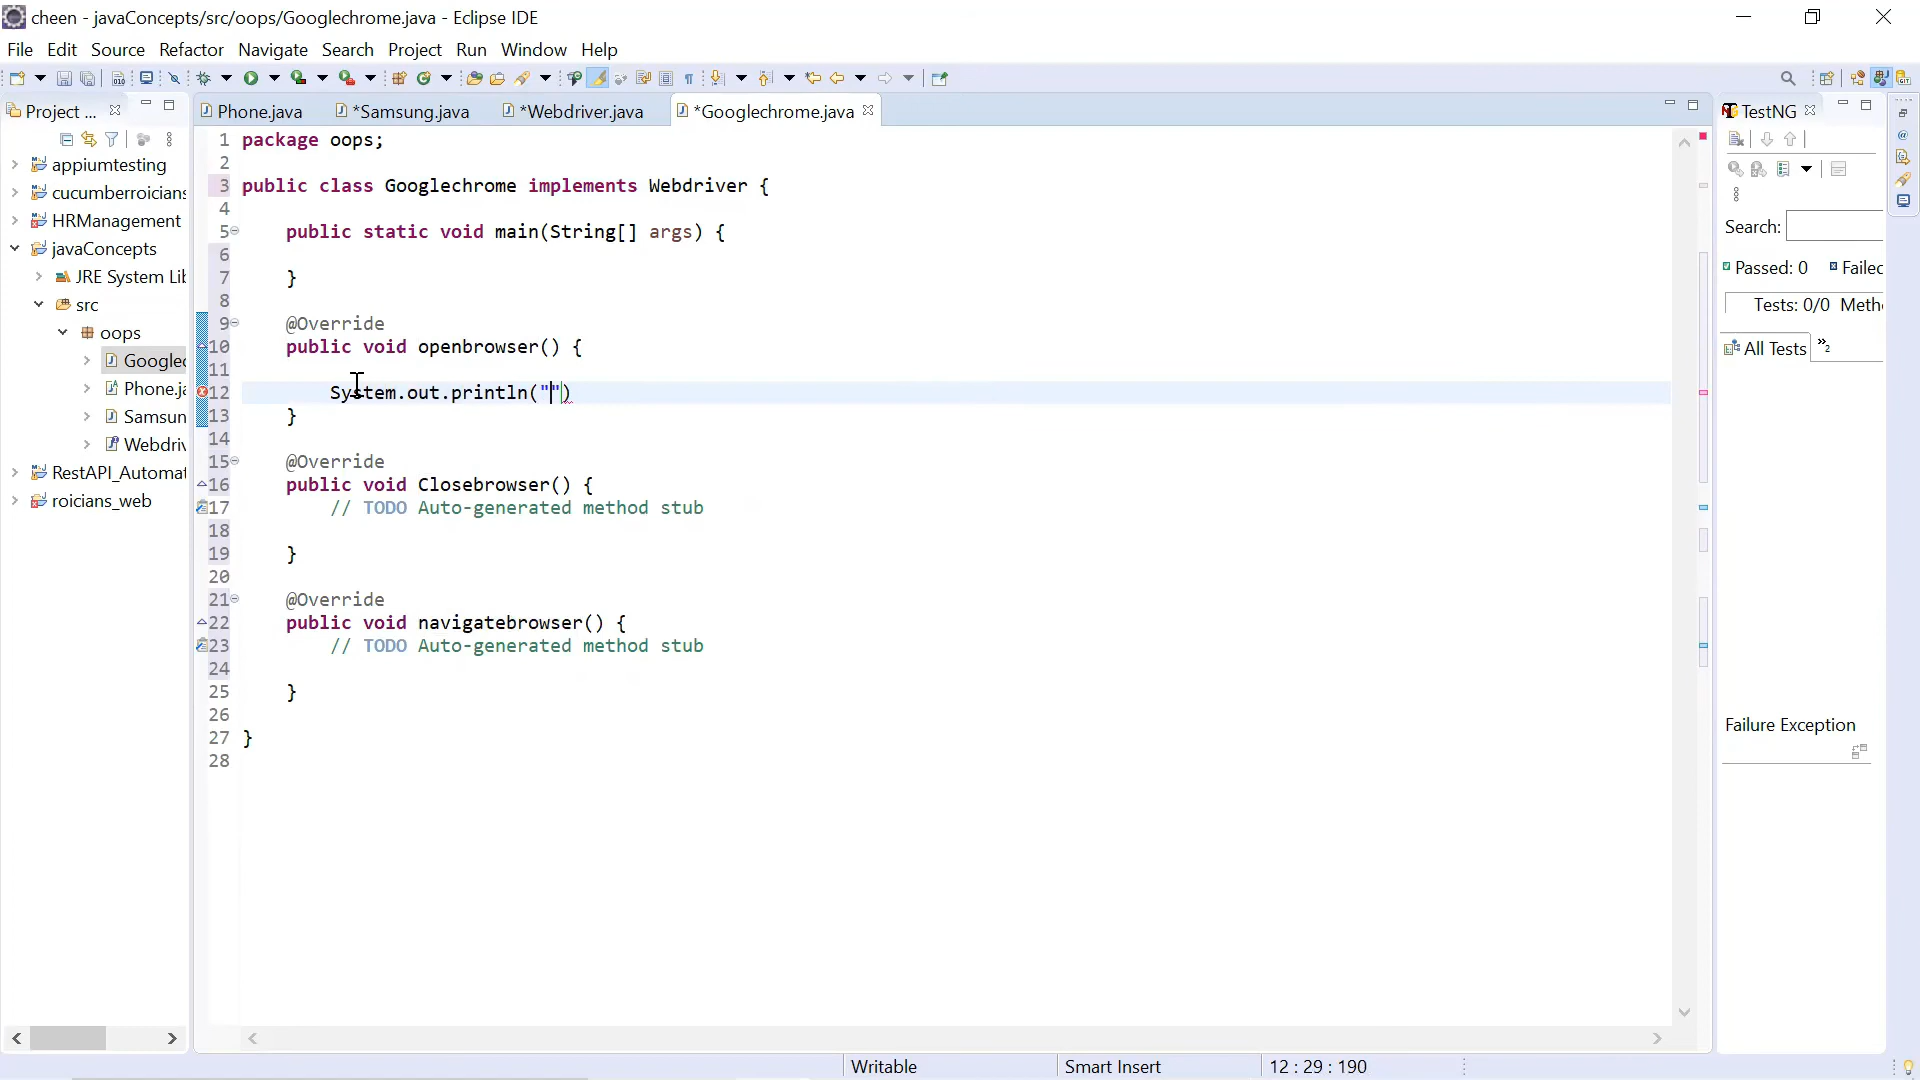 cheen - javaConcepts/src/oops/Googlechrome.java - Eclipse IDE
File Edit Source Refactor Navigate Search Project Run Window Help
Project ...
Phone.java
*Samsung.java
*Webdriver.java
*Googlechrome.java
TestNG
appiumtesting
cucumberroicians
HRManagement
javaConcepts
JRE System Lib
src
oops
Googlec
Phone.ja
Samsun
Webdriv
RestAPI_Automat
roicians_web
1 package oops;
2
3 public class Googlechrome implements Webdriver {
4
5 public static void main(String[] args) {
6
7 }
8
9 @Override
10 public void openbrowser() {
11
12 System.out.println("")
13 }
14
15 @Override
16 public void Closebrowser() {
17 // TODO Auto-generated method stub
18
19 }
20
21 @Override
22 public void navigatebrowser() {
23 // TODO Auto-generated method stub
24
25 }
26
27 }
28
Search:
Passed: 0 Failed
Tests: 0/0 Metho
All Tests
»2
Failure Exception
Writable Smart Insert 12 : 29 : 190